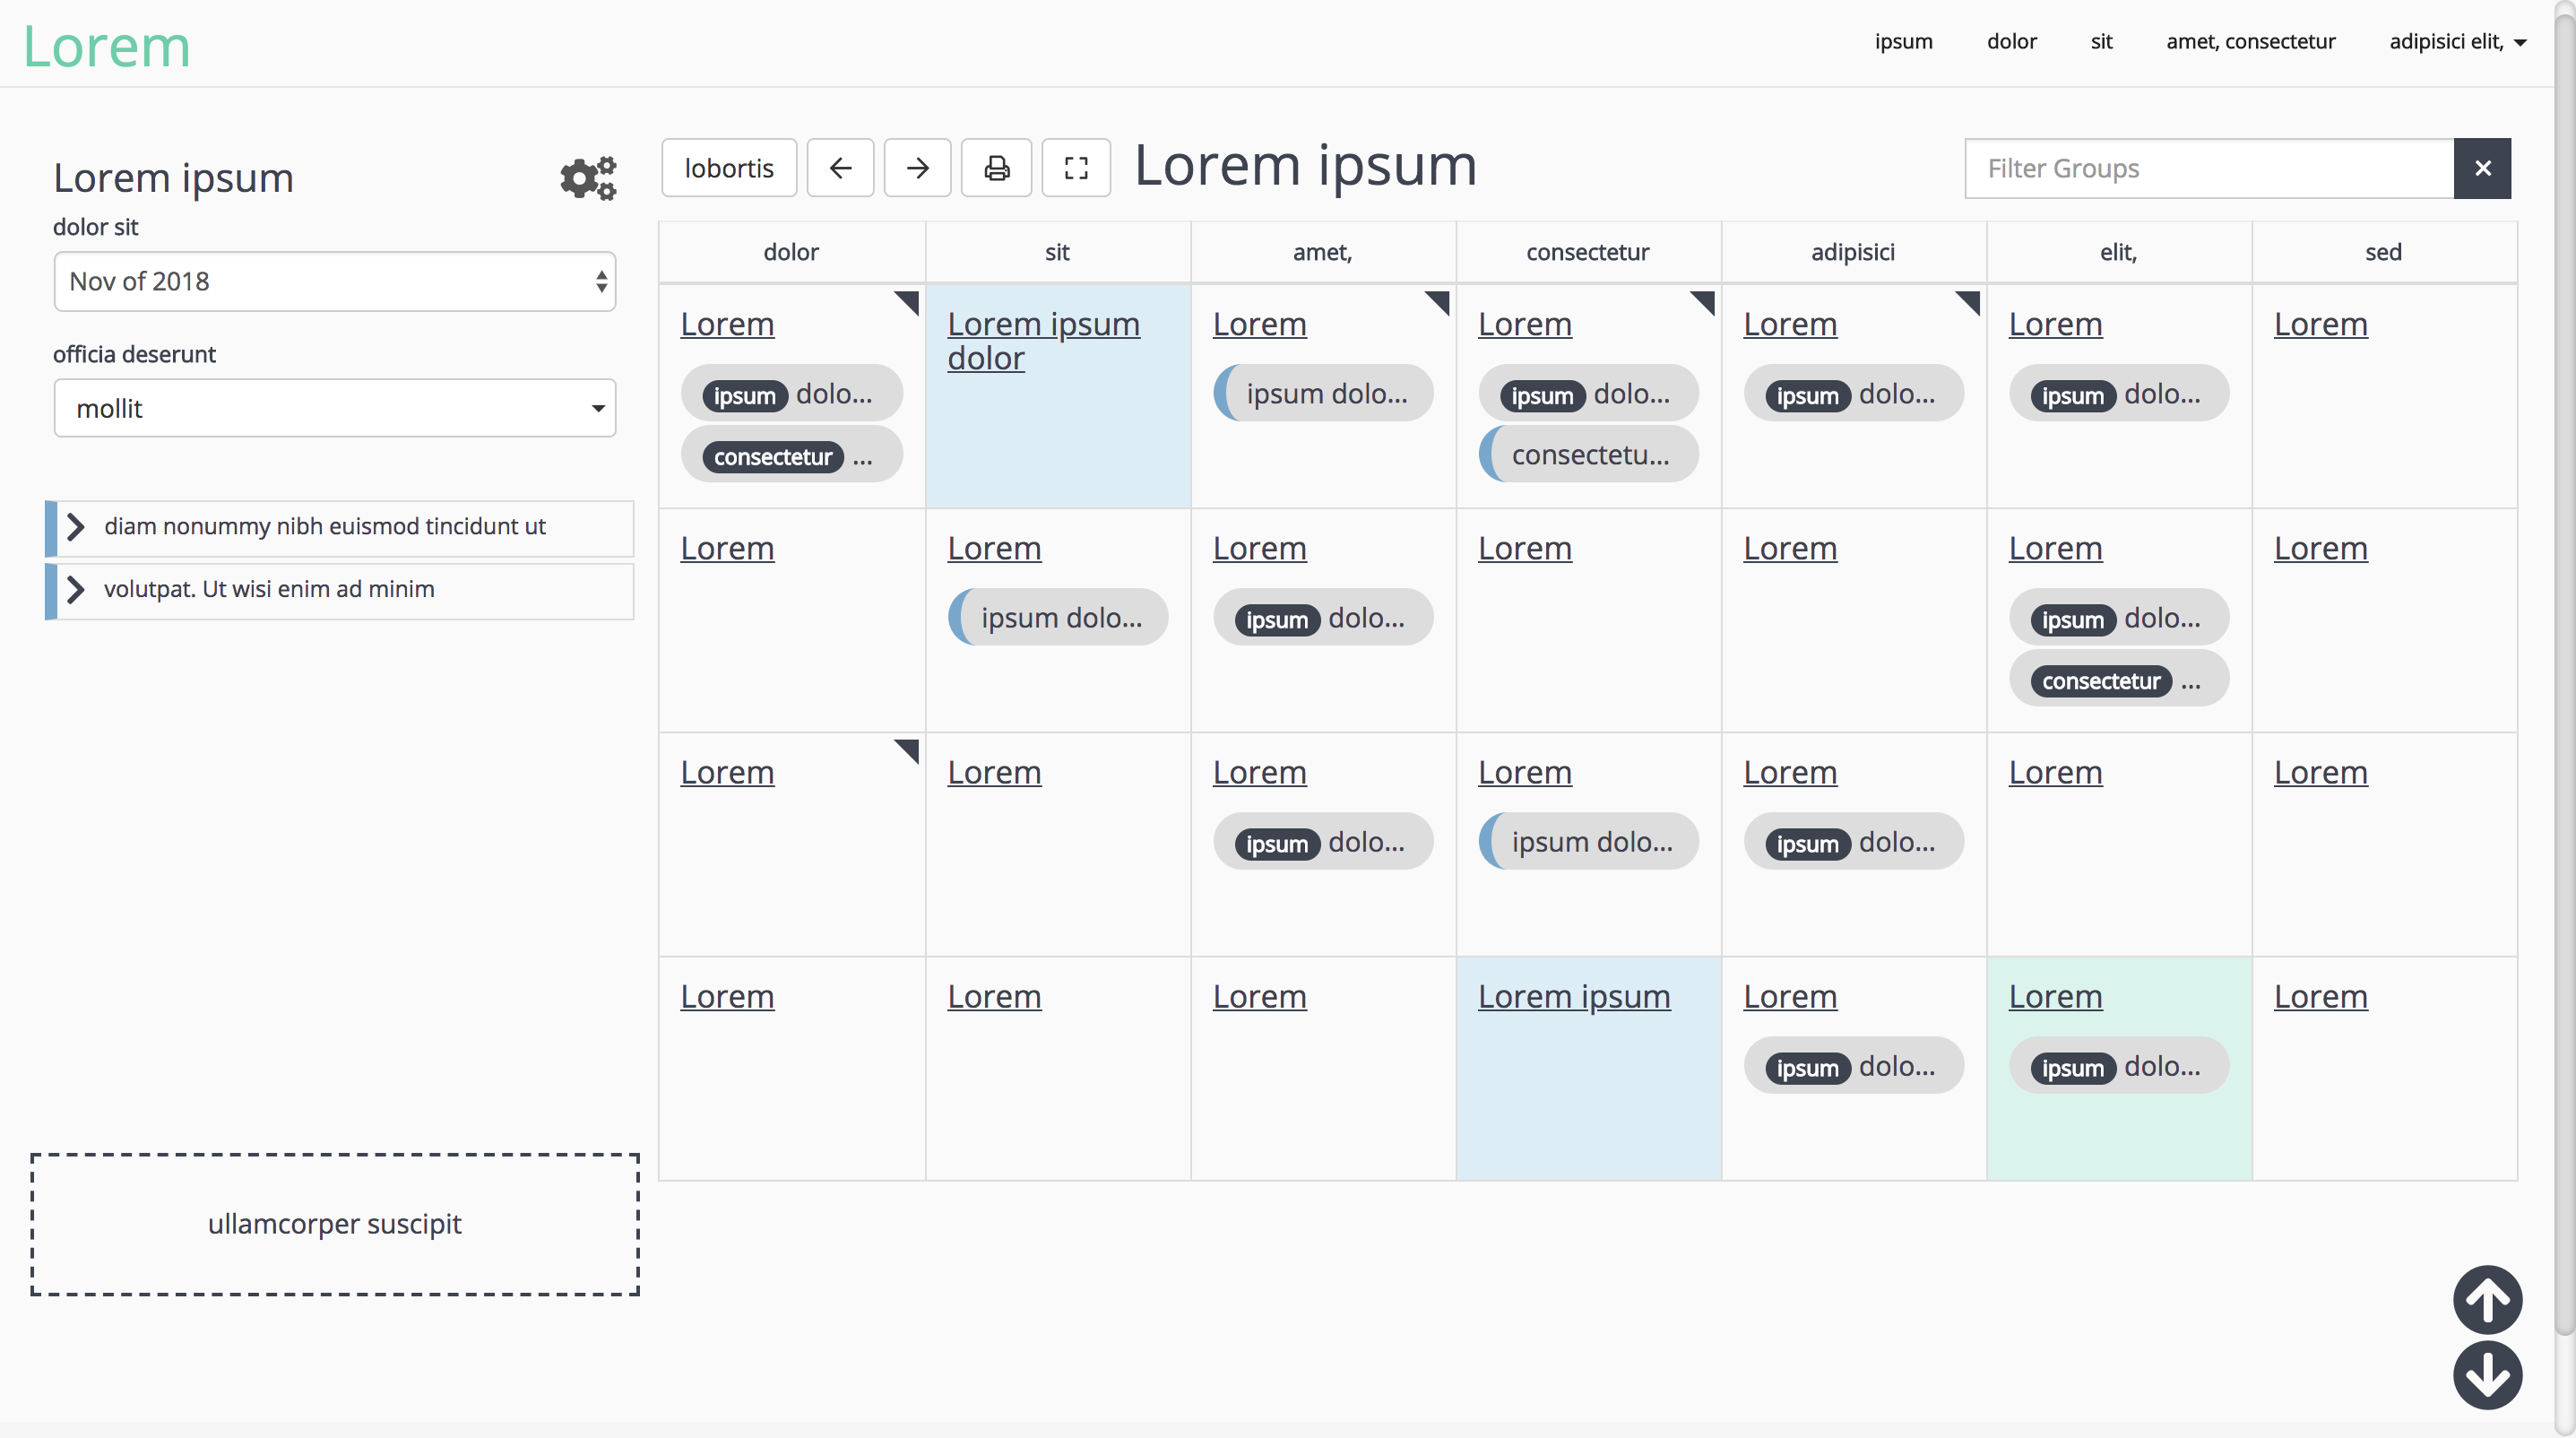 Lorem
ipsum dolor sit amet, consectetur adipisici elit,
Lorem ipsum
dolor sit
Nov of 2018
officia deserunt
mollit
diam nonummy nibh euismod tincidunt ut
volutpat. Ut wisi enim ad minim
ullamcorper suscipit
lobortis
Lorem ipsum
Filter Groups
dolor sit amet, consectetur adipisici elit, sed
Lorem
ipsum dolo...
consectetur ...
Lorem ipsum
dolor
Lorem
ipsum dolo...
Lorem
ipsum dolo...
consectetu...
Lorem
ipsum dolo...
Lorem
ipsum dolo...
Lorem
Lorem
Lorem
ipsum dolo...
Lorem
ipsum dolo...
Lorem
Lorem
Lorem
ipsum dolo...
consectetur ...
Lorem
Lorem
Lorem
Lorem
ipsum dolo...
Lorem
ipsum dolo...
Lorem
ipsum dolo...
Lorem
Lorem
Lorem
Lorem
Lorem
Lorem ipsum
Lorem
ipsum dolo...
Lorem
ipsum dolo...
Lorem